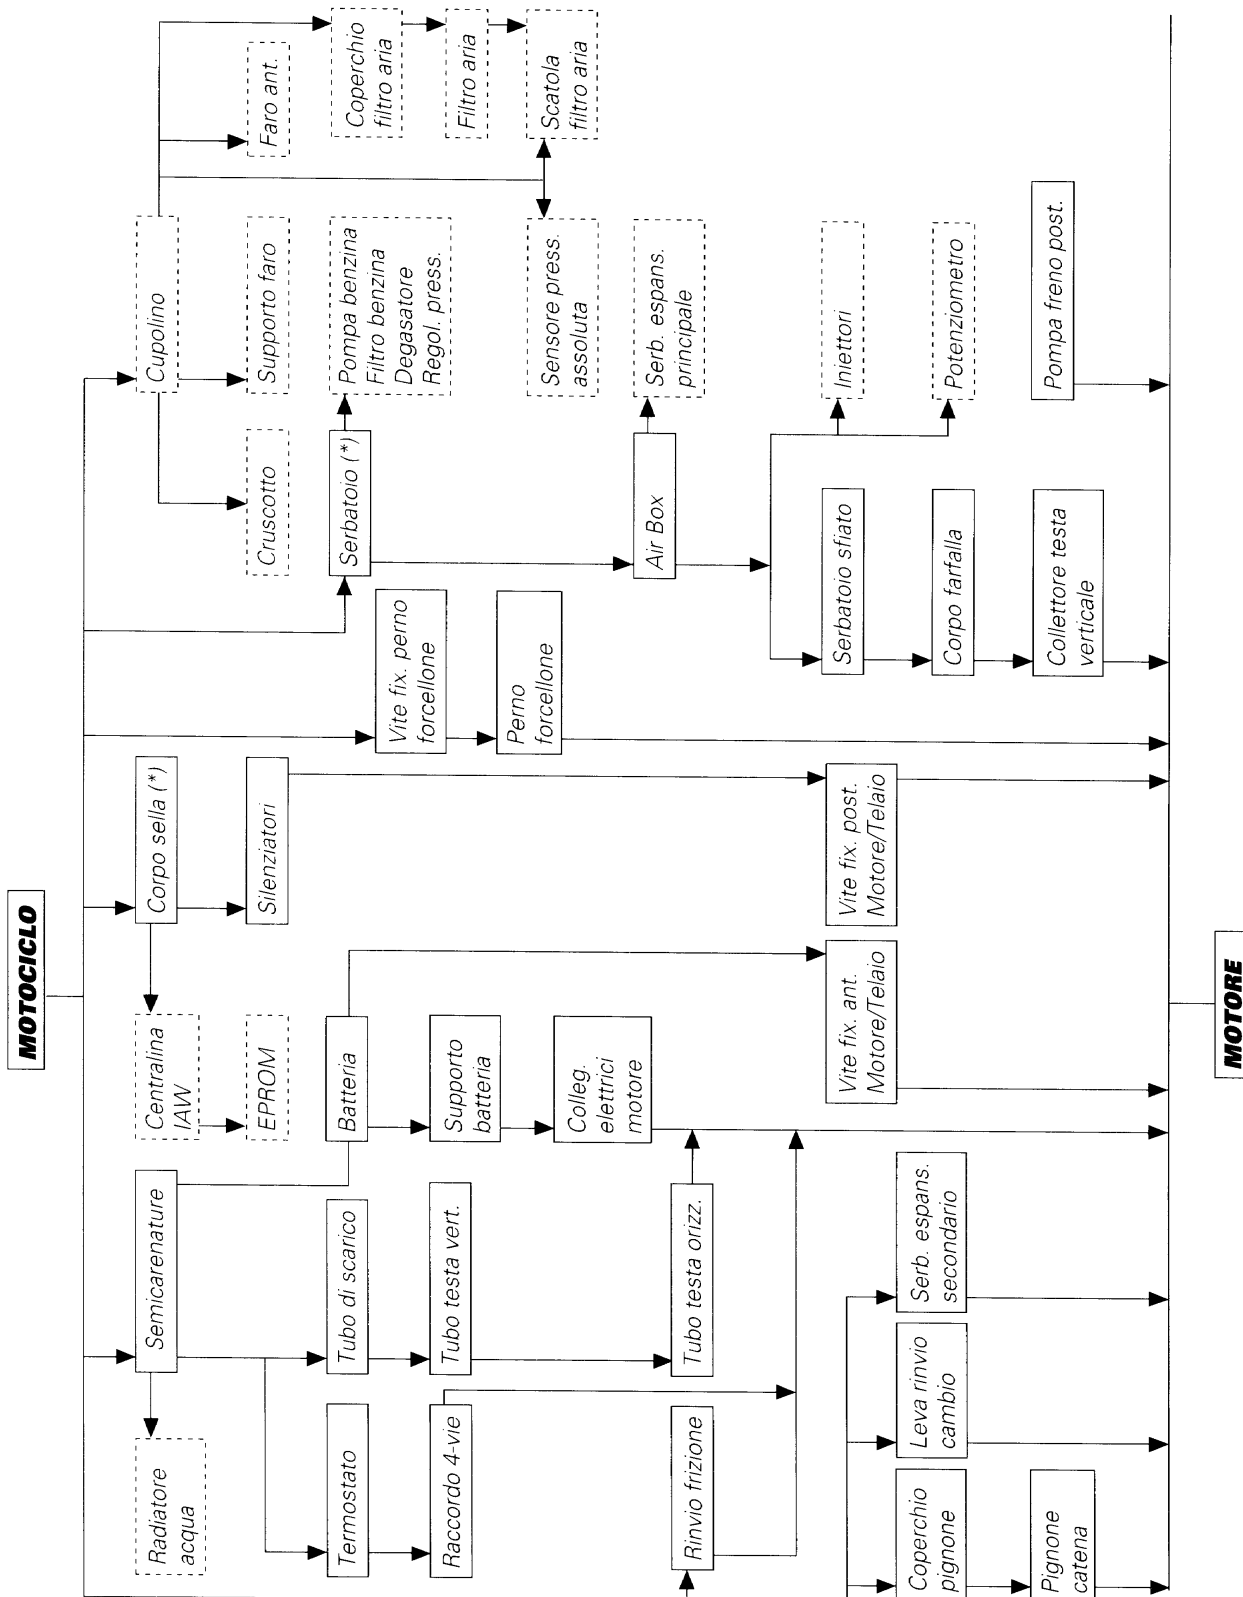 MOTOCICLO
Radiatore
acqua
Semicarenature
Centralina
IAW
Corpo sella (*)
Cupolino
EPROM
Silenziatori
Cruscotto
Supporto faro
Faro ant.
Termostato
Tubo di scarico
Batteria
Vite fix. perno
forcellone
Serbatoio (*)
Pompa benzina
Filtro benzina
Degasatore
Regol. press.
Coperchio
filtro aria
Raccordo 4-vie
Tubo testa vert.
Supporto
batteria
Filtro aria
Colleg.
elettrici
motore
Perno
forcellone
Sensore press.
assoluta
Scatola
filtro aria
Rinvio frizione
Tubo testa orizz.
Air Box
Serb. espans.
principale
Vite fix. ant.
Motore/Telaio
Vite fix. post.
Motore/Telaio
Serbatoio sfiato
Iniettori
Coperchio
pignone
Leva rinvio
cambio
Serb. espans.
secondario
Corpo farfalla
Potenziometro
Pignone
catena
Collettore testa
verticale
Pompa freno post.
MOTORE